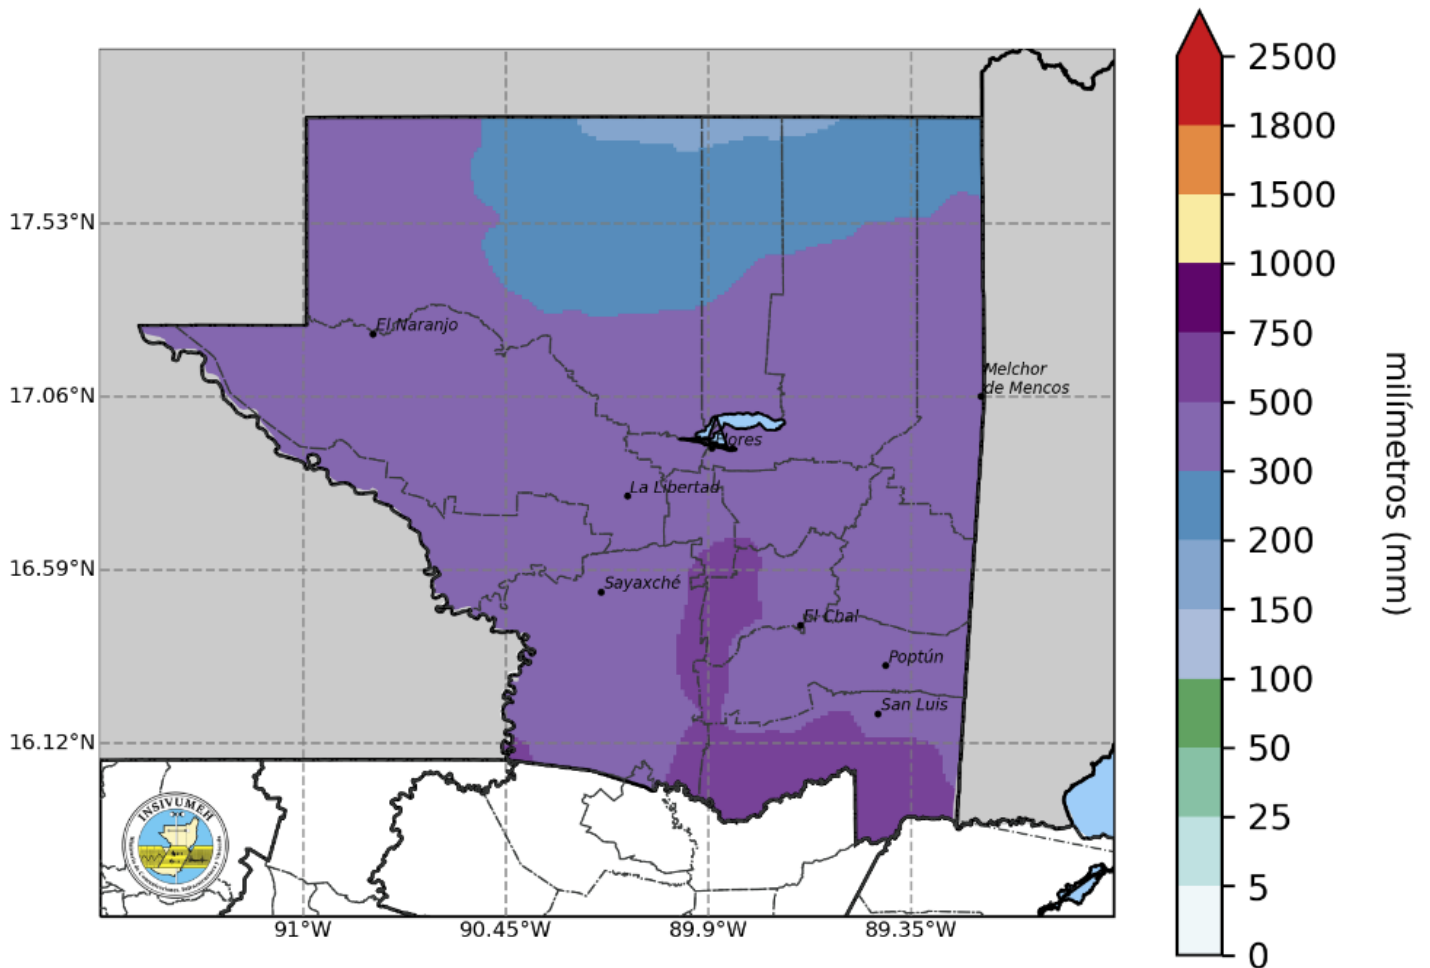 17.53°N
17.06°N
16.59°N
16.12°N
91°W
90.45°W
89.9°W
89.35°W
El Naranjo
Melchor
de Mencos
La Libertad
Sayaxché
El Chal
Poptún
San Luis
INSIVUMEH
2500
1800
1500
1000
750
500
300
200
150
100
50
25
5
0
milímetros (mm)